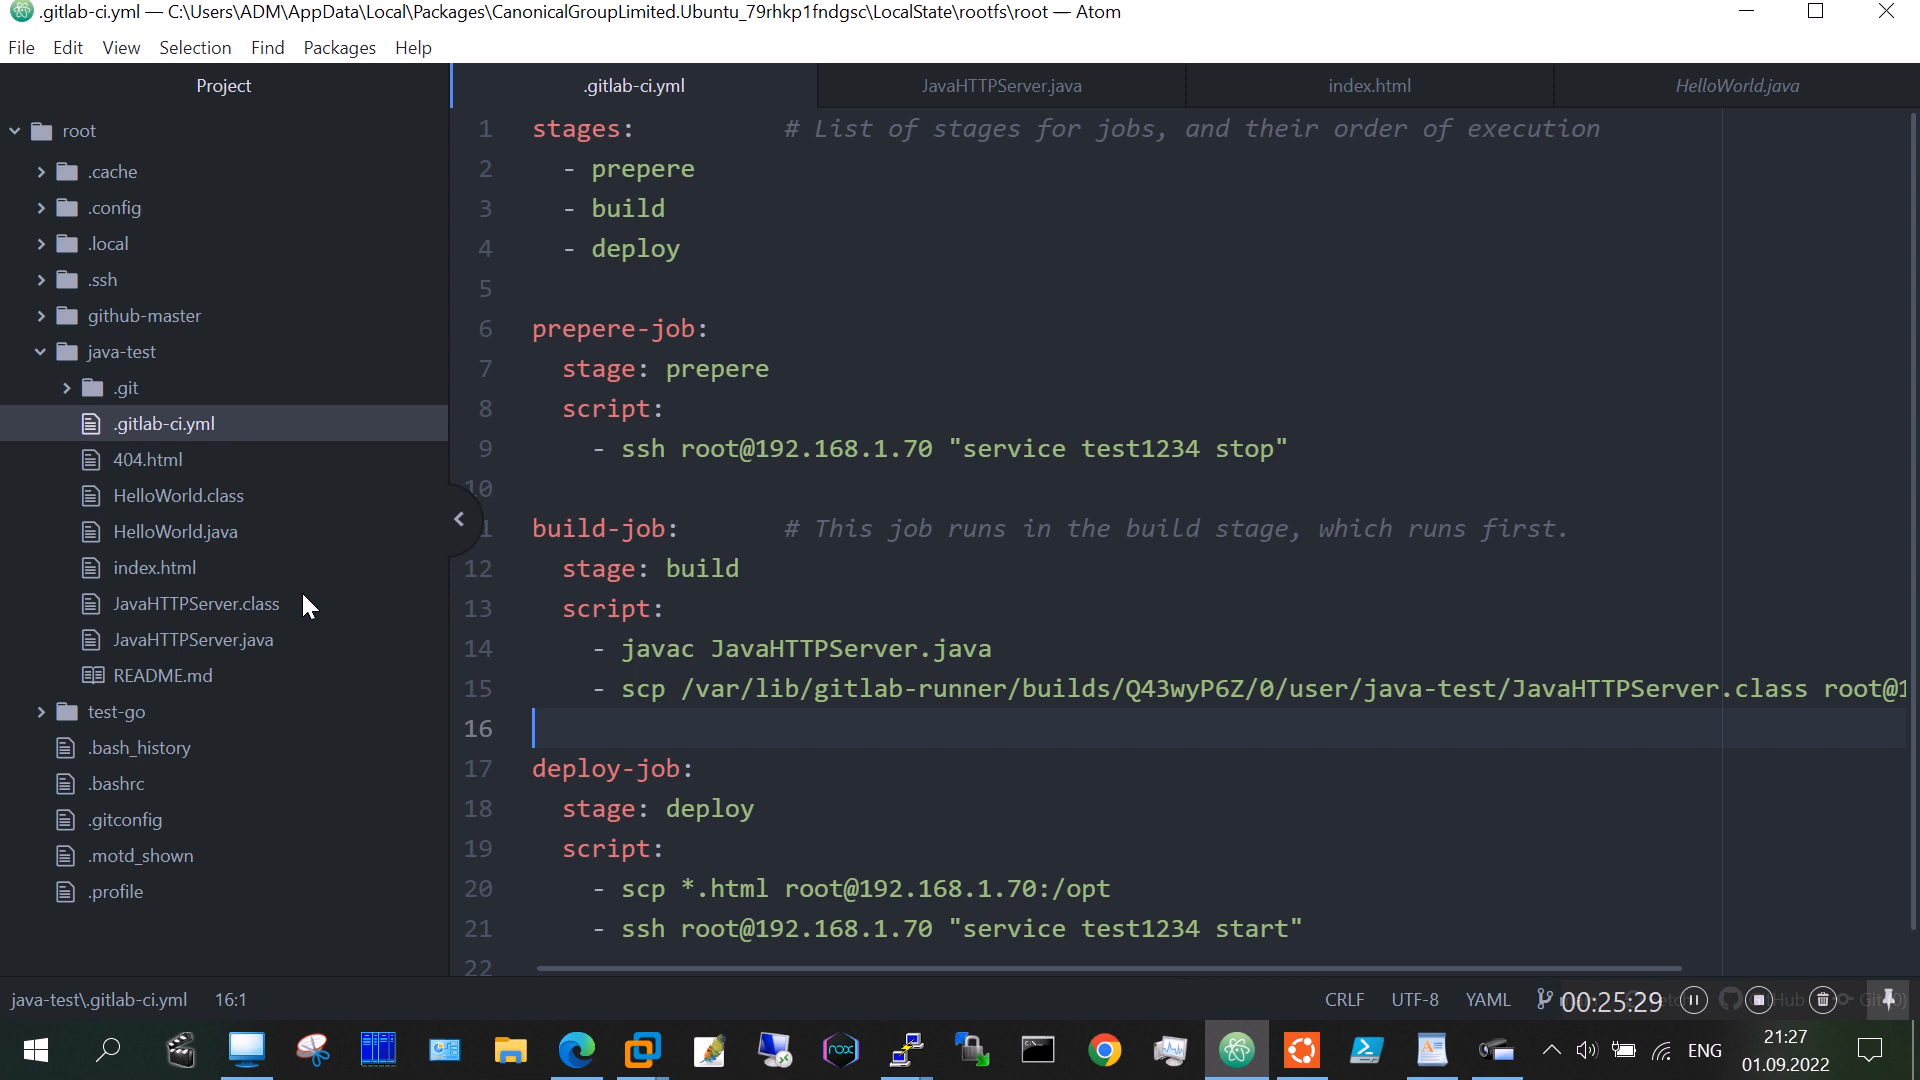 .gitlab-ci.yml — C:\Users\ADM\AppData\Local\Packages\CanonicalGroupLimited.Ubuntu_79rhkp1fndgsc\LocalState\rootfs\root — Atom
File Edit View Selection Find Packages Help
Project
.gitlab-ci.yml
JavaHTTPServer.java
index.html
HelloWorld.java
root
.cache
.config
.local
.ssh
github-master
java-test
.git
.gitlab-ci.yml
404.html
HelloWorld.class
HelloWorld.java
index.html
JavaHTTPServer.class
JavaHTTPServer.java
README.md
test-go
.bash_history
.bashrc
.gitconfig
.motd_shown
.profile
1 stages: # List of stages for jobs, and their order of execution
2 - prepere
3 - build
4 - deploy
5
6 prepere-job:
7 stage: prepere
8 script:
9 - ssh root@192.168.1.70 "service test1234 stop"
10
1 build-job: # This job runs in the build stage, which runs first.
12 stage: build
13 script:
14 - javac JavaHTTPServer.java
15 - scp /var/lib/gitlab-runner/builds/Q43wyP6Z/0/user/java-test/JavaHTTPServer.class root@1
16
17 deploy-job:
18 stage: deploy
19 script:
20 - scp *.html root@192.168.1.70:/opt
21 - ssh root@192.168.1.70 "service test1234 start"
22
java-test\.gitlab-ci.yml 16:1
CRLF UTF-8 YAML 00:25:29
nox
ENG
21:27
01.09.2022